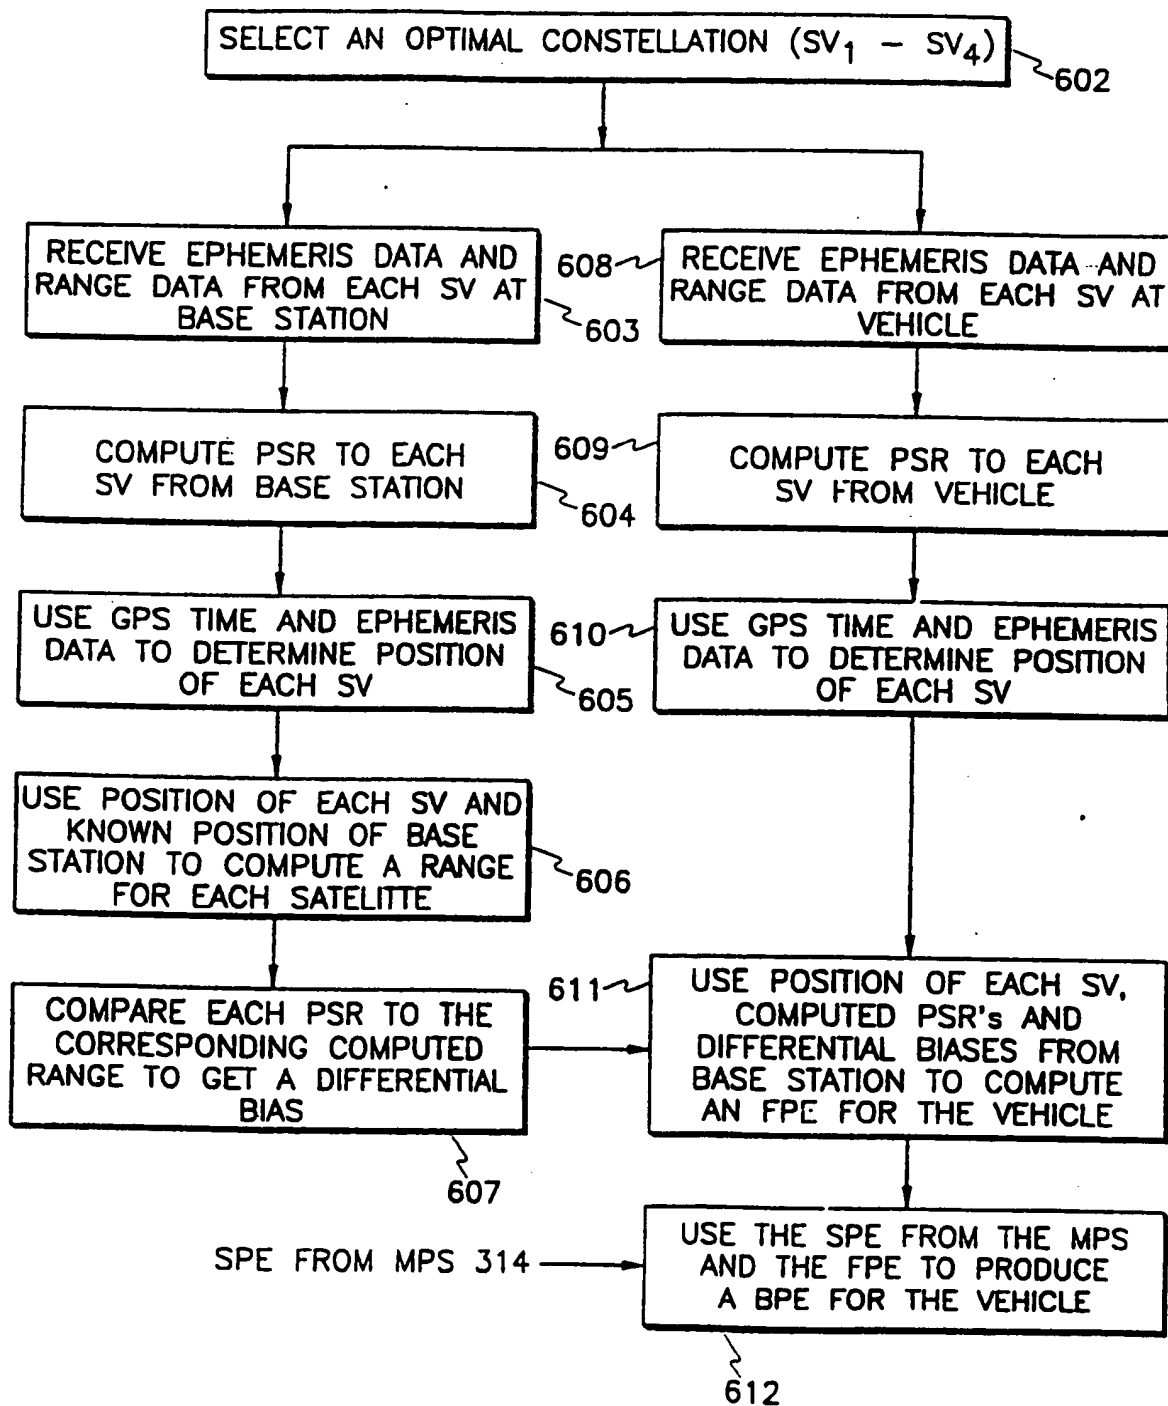 SELECT AN OPTIMAL CONSTELLATION (SV1 - SV4)
602
RECEIVE EPHEMERIS DATA AND
RANGE DATA FROM EACH SV AT
BASE STATION
603
608
RECEIVE EPHEMERIS DATA AND
RANGE DATA FROM EACH SV AT
VEHICLE
COMPUTE PSR TO EACH
SV FROM BASE STATION
604
609
COMPUTE PSR TO EACH
SV FROM VEHICLE
USE GPS TIME AND EPHEMERIS
DATA TO DETERMINE POSITION
OF EACH SV
605
610
USE GPS TIME AND EPHEMERIS
DATA TO DETERMINE POSITION
OF EACH SV
USE POSITION OF EACH SV AND
KNOWN POSITION OF BASE
STATION TO COMPUTE A RANGE
FOR EACH SATELITTE
606
COMPARE EACH PSR TO THE
CORRESPONDING COMPUTED
RANGE TO GET A DIFFERENTIAL
BIAS
607
611
USE POSITION OF EACH SV,
COMPUTED PSR's AND
DIFFERENTIAL BIASES FROM
BASE STATION TO COMPUTE
AN FPE FOR THE VEHICLE
SPE FROM MPS 314
USE THE SPE FROM THE MPS
AND THE FPE TO PRODUCE
A BPE FOR THE VEHICLE
612